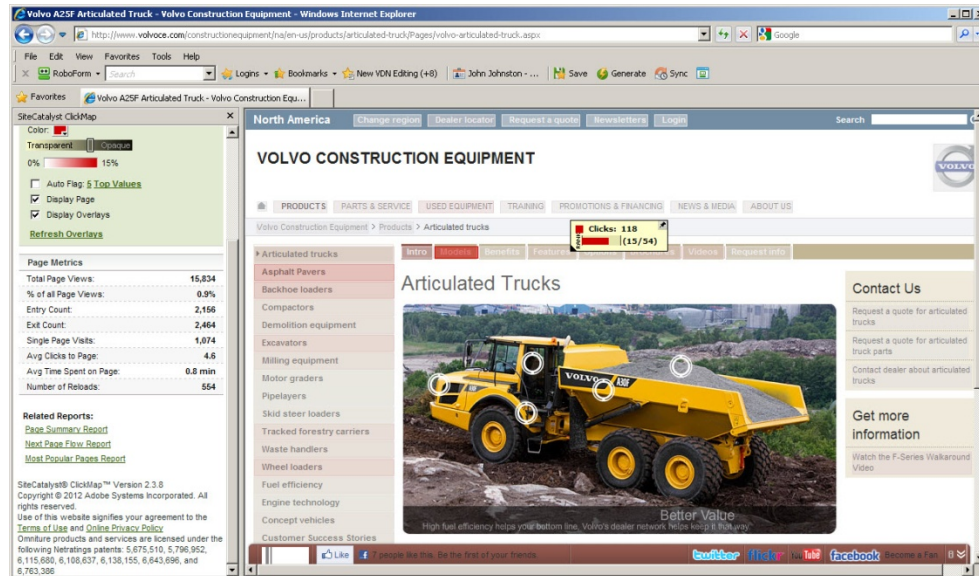 Volvo A25F Articulated Truck - Volvo Construction Equipment - Windows Internet Explorer
http://www.volvoce.com/constructionequipment/na/en-us/products/articulated-truck/Pages/volvo-articulated-truck.aspx
Google
File Edit View Favorites Tools Help
RoboForm Search Logins Bookmarks New VDN Editing (+8) John Johnston - ... Save Generate Sync
Favorites Volvo A25F Articulated Truck - Volvo Construction Equ...
SiteCatalyst ClickMap
Color:
Transparent Opaque
0% 15%
Auto Flag: 5 Top Values
Display Page
Display Overlays
Refresh Overlays
Page Metrics
Total Page Views: 15,834
% of all Page Views: 0.9%
Entry Count: 2,156
Exit Count: 2,464
Single Page Visits: 1,074
Avg Clicks to Page: 4.6
Avg Time Spent on Page: 0.8 min
Number of Reloads: 554
Related Reports:
Page Summary Report
Next Page Flow Report
Most Popular Pages Report
SiteCatalyst® ClickMap™ Version 2.3.8
Copyright © 2012 Adobe Systems Incorporated. All
rights reserved.
Use of this website signifies your agreement to the
Terms of Use and Online Privacy Policy
Omniture products and services are licensed under the
following Netratings patents: 5,675,510, 5,796,952,
6,115,680, 6,108,637, 6,138,155, 6,643,696, and
6,763,386
North America Change region Dealer locator Request a quote Newsletters Login Search
VOLVO CONSTRUCTION EQUIPMENT
VOLVO
PRODUCTS PARTS & SERVICE USED EQUIPMENT TRAINING PROMOTIONS & FINANCING NEWS & MEDIA ABOUT US
Volvo Construction Equipment > Products > Articulated trucks
Clicks: 118
RANK (15/54)
Articulated trucks
Asphalt Pavers
Backhoe loaders
Compactors
Demolition equipment
Excavators
Milling equipment
Motor graders
Pipelayers
Skid steer loaders
Tracked forestry carriers
Waste handlers
Wheel loaders
Fuel efficiency
Engine technology
Concept vehicles
Customer Success Stories
Intro Models Benefits Features Videos Request info
Articulated Trucks
VOLVO A30F
Better Value
High fuel efficiency helps your bottom line, Volvo's dealer network helps keep it that way.
Contact Us
Request a quote for articulated
trucks
Request a quote for articulated
truck parts
Contact dealer about articulated
trucks
Get more
information
Watch the F-Series Walkaround
Video
Like 7 people like this. Be the first of your friends.
twitter flickr You Tube facebook Become a Fan